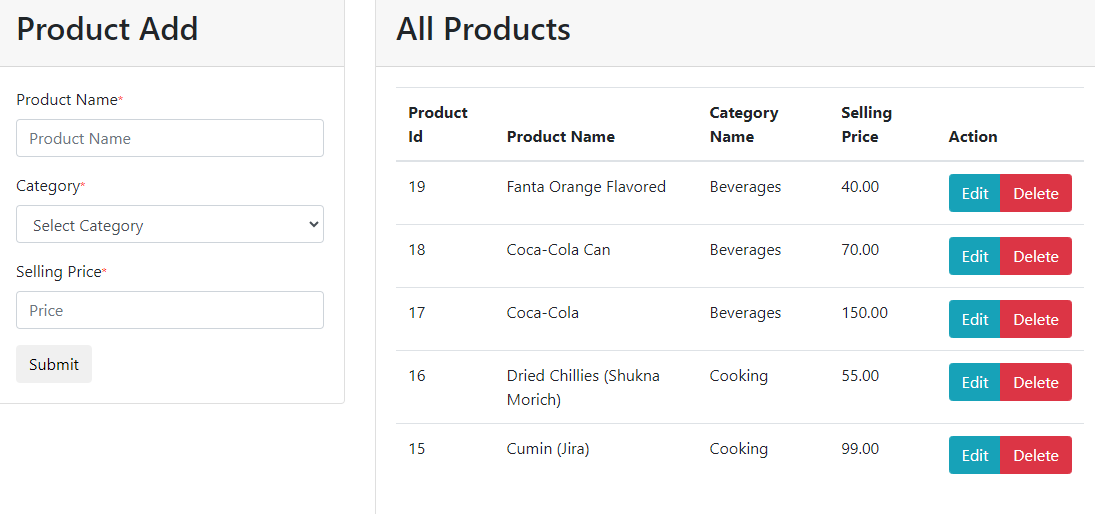 Product Add
Product Name*
Product Name
Category*
Select Category
Selling Price*
Price
Submit
All Products
Product Id Product Name Category Name Selling Price Action
19 Fanta Orange Flavored Beverages 40.00 Edit Delete
18 Coca-Cola Can Beverages 70.00 Edit Delete
17 Coca-Cola Beverages 150.00 Edit Delete
16 Dried Chillies (Shukna Morich) Cooking 55.00 Edit Delete
15 Cumin (Jira) Cooking 99.00 Edit Delete